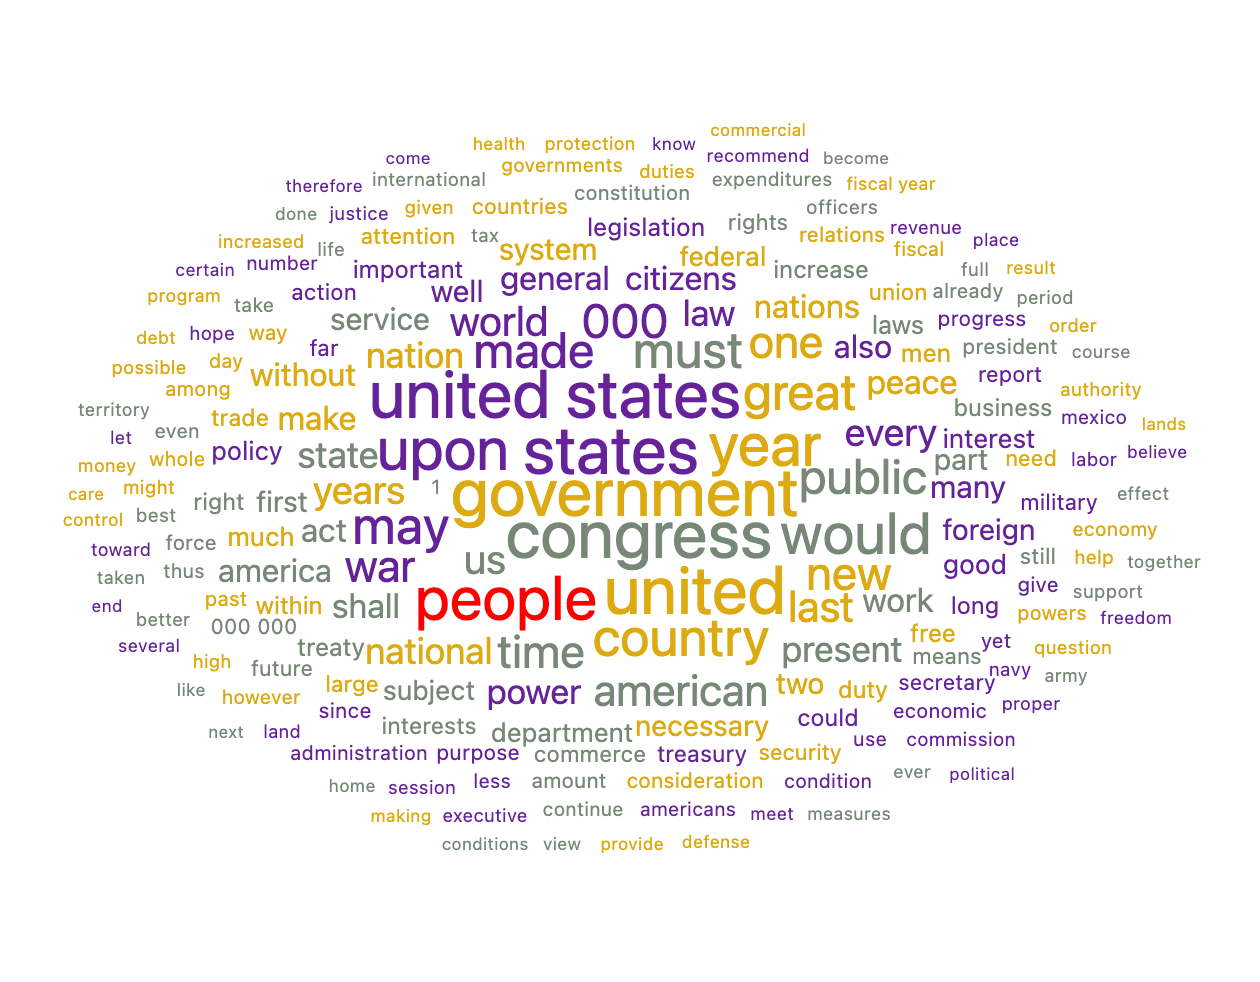 commercial
health protection know
come governments duties recommend become
therefore international constitution expenditures fiscal year
done justice given countries legislation rights officers
increased life attention tax system federal relations revenue fiscal place
certain number important general citizens increase full result
program take action well nations union already period
debt hope way service world 000 law laws progress order
possible day far nation made must one also men president course
among without united states great peace report authority
territory trade make business mexico lands
let even policy state upon states year every interest labor believe
money whole part need
care might right first years 1 government public many military effect
control best much act may congress would foreign economy
toward force us still help together
taken thus america war people united new good give support
end past within shall last work long powers freedom
better 000 000
several treaty national time country present free means yet question
high future navy army
like however large subject power american two duty secretary
next land since interests department necessary could economic proper
administration purpose commerce treasury security use commission
home session less amount consideration condition ever political
making executive continue americans meet measures
conditions view provide defense